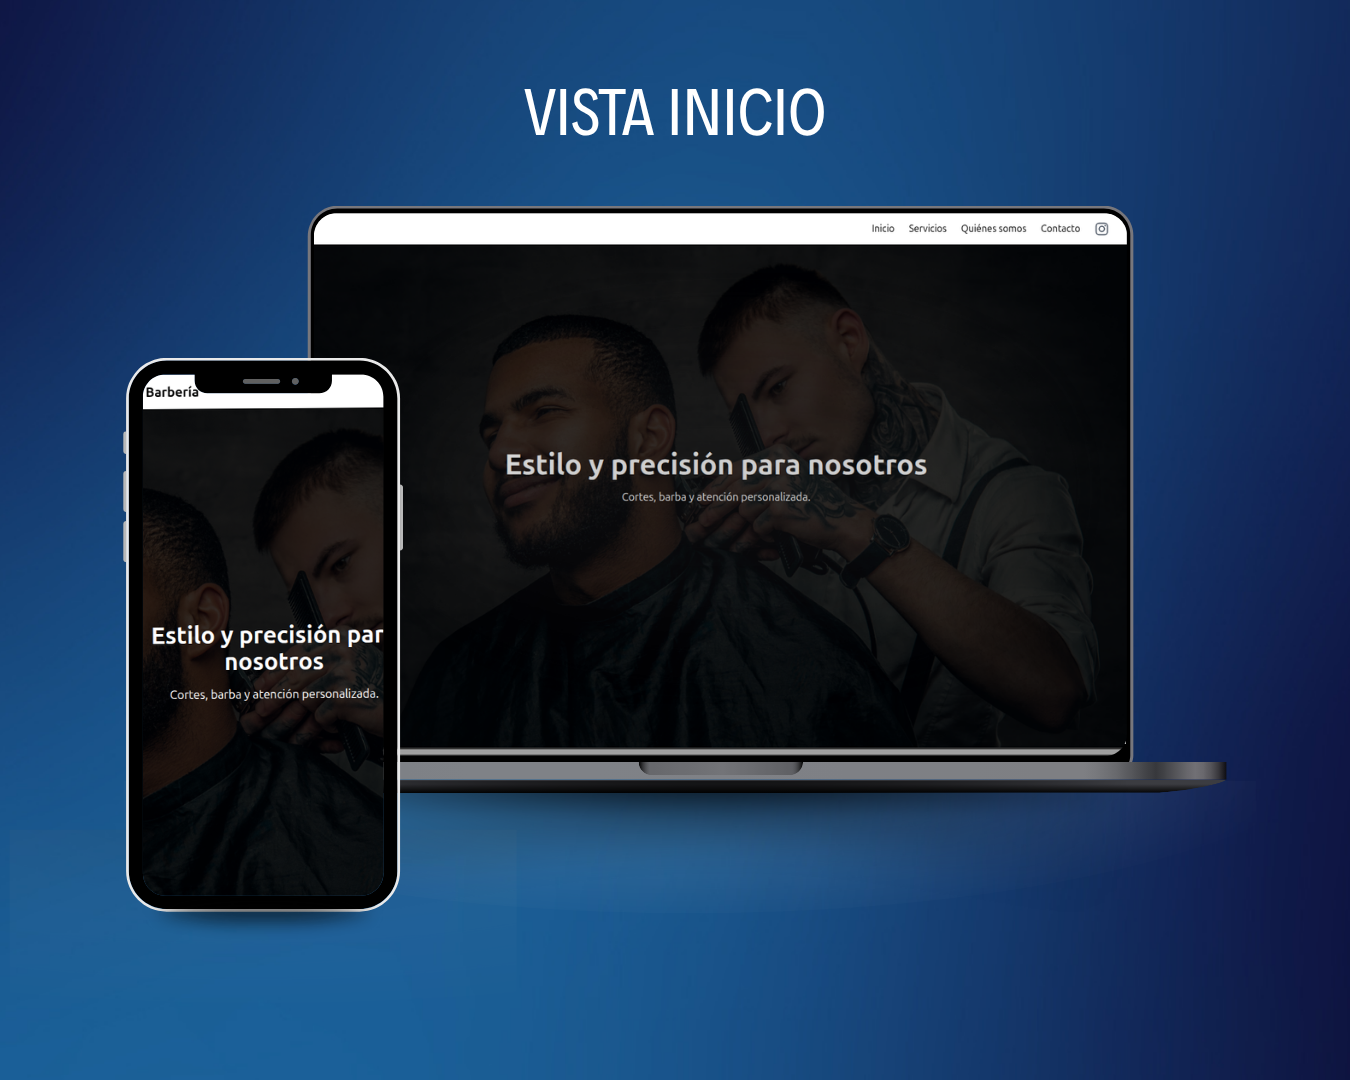 VISTA INICIO
Inicio Servicios Quiénes somos Contacto
Estilo y precisión para nosotros
Cortes, barba y atención personalizada.
Barbería
Estilo y precisión par
nosotros
Cortes, barba y atención personalizada.